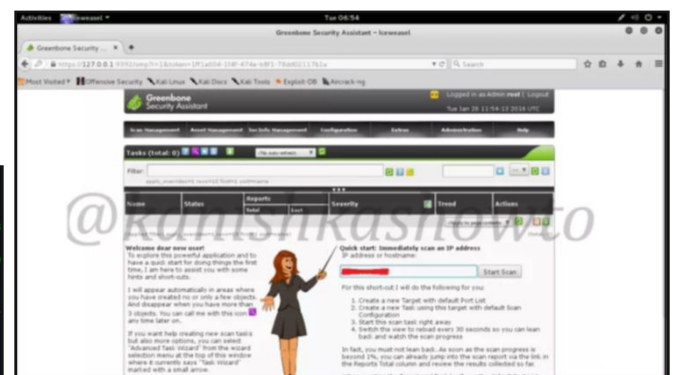 Activities
Iceweasel
Tue 06:54
Greenbone Security Assistant - Iceweasel
Greenbone Security ...
Search
Most Visited
Offensive Security
Kali Linux
Kali Docs
Kali Tools
Exploit-DB
Aircrack-ng
Greenbone
Security Assistant
Logged in as Admin root | Logout
Tue Jan 26 11:54:13 2016 UTC
Scan Management
Asset Management
SecInfo Management
Configuration
Extras
Administration
Help
Tasks (total: 0)
Filter:
Name
Status
Reports
Total
Last
Severity
Trend
Actions
@kanishkashowto
Welcome dear new user!
To explore this powerful application and to
have a quick start for doing things the first
time, I am here to assist you with some
hints and short-cuts.
I will appear automatically in areas where
you have created no or only a few objects.
And disappear when you have more than
3 objects. You can call me with this icon
any time later on.
If you want help creating new scan tasks
but also more options, you can select
"Advanced Task Wizard" from the wizard
selection menu at the top of this window
where it currently says "Task Wizard"
marked with a small arrow.
Quick start: Immediately scan an IP address
IP address or hostname:
Start Scan
For this short-cut I will do the following for you:
1. Create a new Target with default Port List
2. Create a new Task using this target with default Scan
Configuration
3. Start this scan task right away
4. Switch the view to reload every 30 seconds so you can lean
back and watch the scan progress
In fact, you must not lean back. As soon as the scan progress is
beyond 1%, you can already jump into the scan report via the link in
the Reports Total column and review the results collected so far.